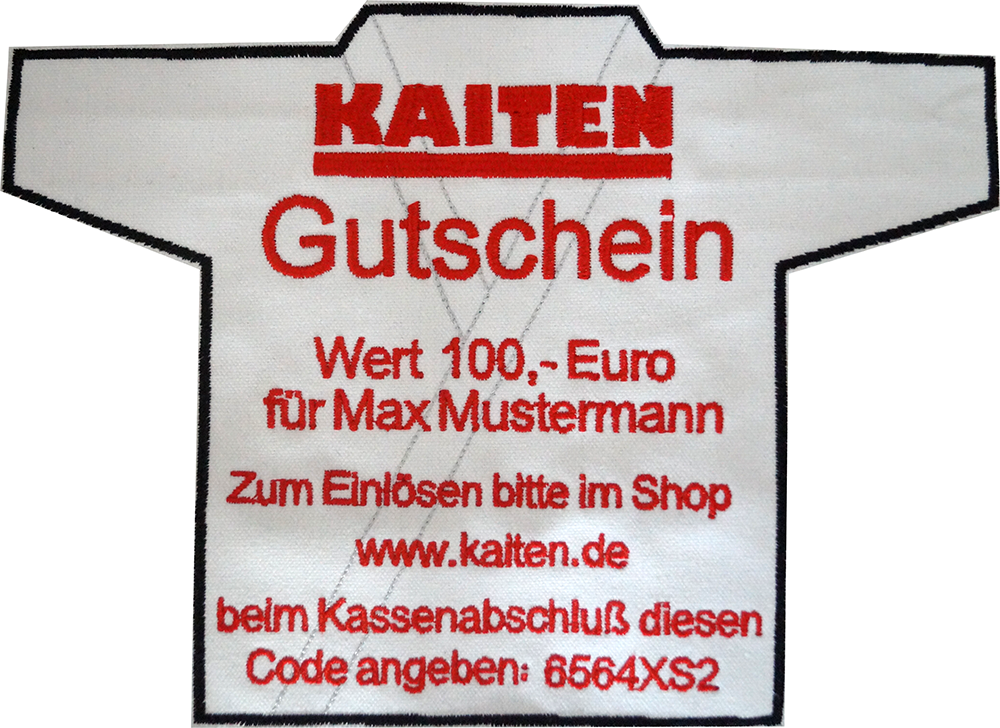 KAITEN
Gutschein
Wert 100,- Euro
für Max Mustermann
Zum Einlösen bitte im Shop
www.kaiten.de
beim Kassenabschluß diesen
Code angeben: 6564XS2